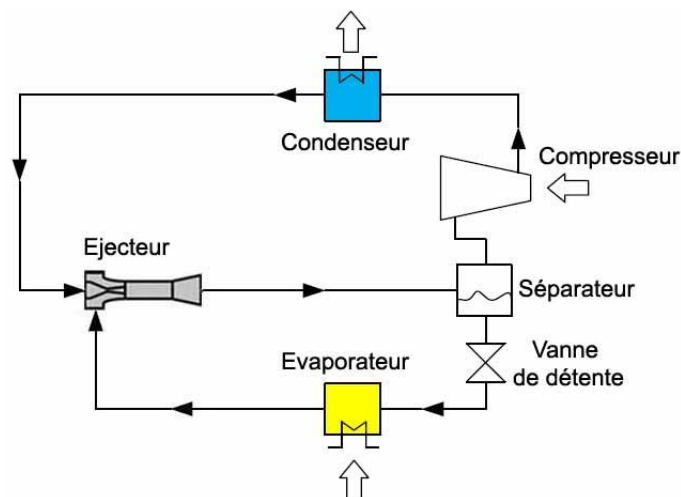 Condenseur
Compresseur
Ejecteur
Séparateur
Evaporateur
Vanne
de détente